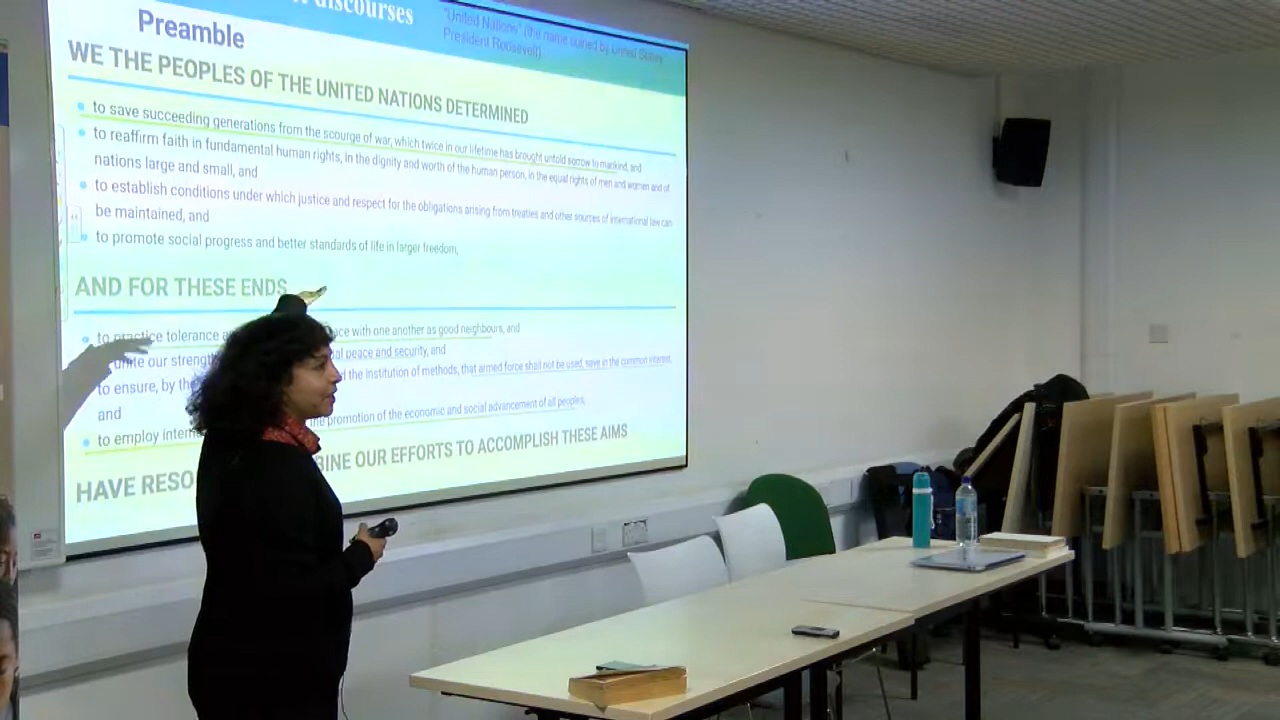 discourses
"United Nations" (the name coined by United States
President Roosevelt)
Preamble
WE THE PEOPLES OF THE UNITED NATIONS DETERMINED
to save succeeding generations from the scourge of war, which twice in our lifetime has brought untold sorrow to mankind, and
to reaffirm faith in fundamental human rights, in the dignity and worth of the human person, in the equal rights of men and women and of
nations large and small, and
to establish conditions under which justice and respect for the obligations arising from treaties and other sources of international law can
be maintained, and
to promote social progress and better standards of life in larger freedom,
AND FOR THESE ENDS
to practice tolerance with one another as good neighbours, and
unite our strength peace and security, and
to ensure, by the the institution of methods, that armed force shall not be used, save in the common interest,
and
to employ the promotion of the economic and social advancement of all peoples,
HAVE OUR EFFORTS TO ACCOMPLISH THESE AIMS